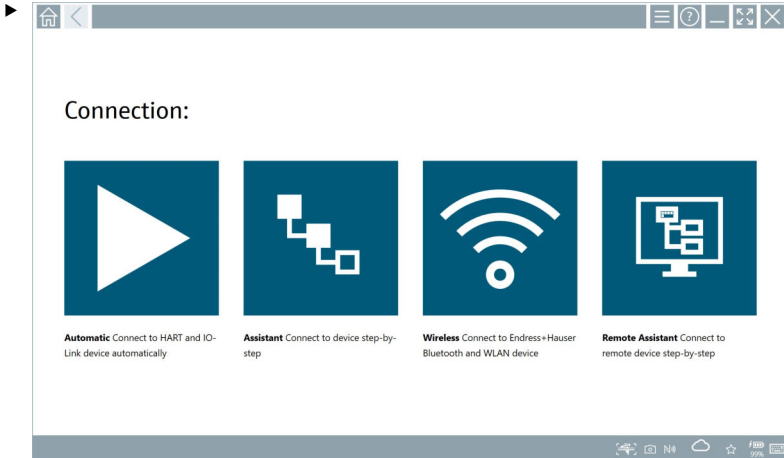 Connection:
Automatic Connect to HART and IO-
Link device automatically
Assistant Connect to device step-by-
step
Wireless Connect to Endress+Hauser
Bluetooth and WLAN device
Remote Assistant Connect to
remote device step-by-step
99%